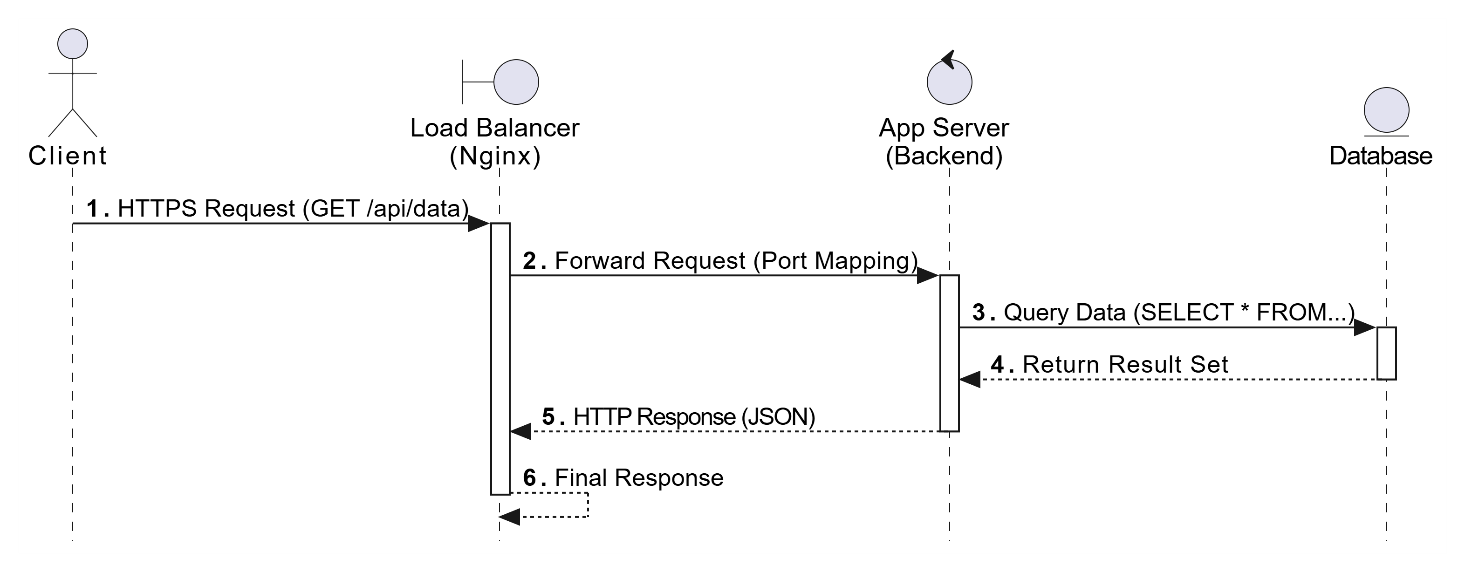 Client
Load Balancer
(Nginx)
App Server
(Backend)
Database
1. HTTPS Request (GET /api/data)
2. Forward Request (Port Mapping)
3. Query Data (SELECT * FROM...)
4. Return Result Set
5. HTTP Response (JSON)
6. Final Response